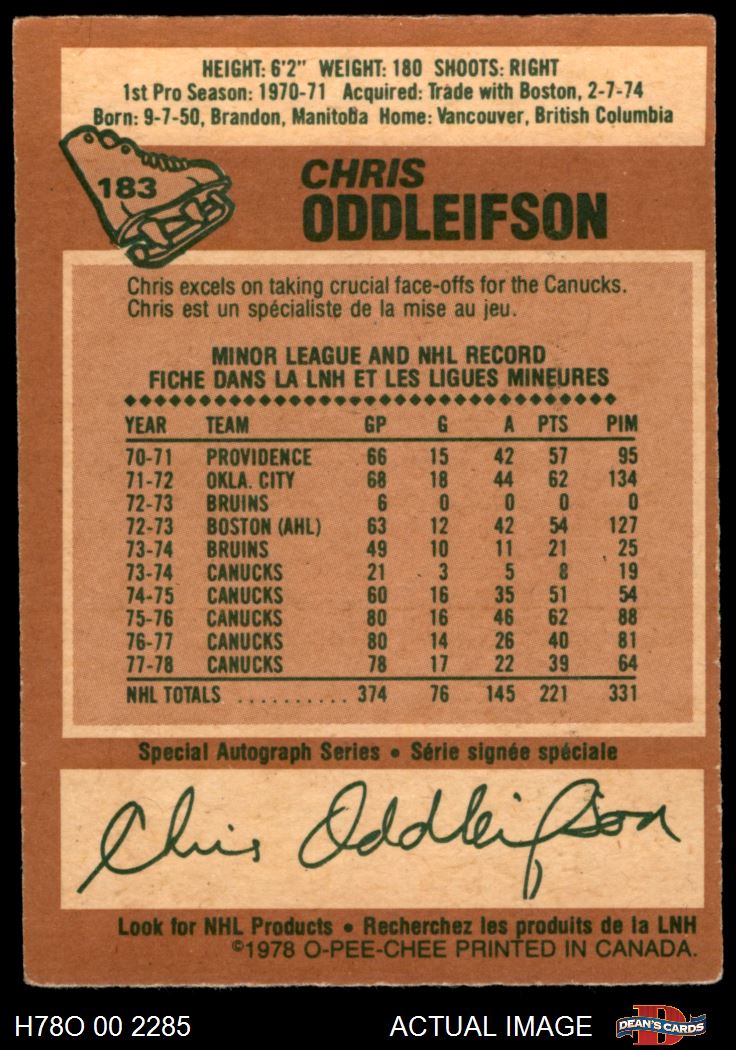 HEIGHT: 6'2" WEIGHT: 180 SHOOTS: RIGHT
1st Pro Season: 1970-71 Acquired: Trade with Boston, 2-7-74
Born: 9-7-50, Brandon, Manitoba Home: Vancouver, British Columbia
183
CHRIS
ODDLEIFSON
Chris excels on taking crucial face-offs for the Canucks.
Chris est un spécialiste de la mise au jeu.
MINOR LEAGUE AND NHL RECORD
FICHE DANS LA LNH ET LES LIGUES MINEURES
YEAR TEAM GP G A PTS PIM
70-71 PROVIDENCE 66 15 42 57 95
71-72 OKLA. CITY 68 18 44 62 134
72-73 BRUINS 6 0 0 0 0
72-73 BOSTON (AHL) 63 12 42 54 127
73-74 BRUINS 49 10 11 21 25
73-74 CANUCKS 21 3 5 8 19
74-75 CANUCKS 60 16 35 51 54
75-76 CANUCKS 80 16 46 62 88
76-77 CANUCKS 80 14 26 40 81
77-78 CANUCKS 78 17 22 39 64
NHL TOTALS .......... 374 76 145 221 331
Special Autograph Series • Série signée spéciale
Chris Oddleifson
Look for NHL Products • Recherchez les produits de la LNH
©1978 O-PEE-CHEE PRINTED IN CANADA.
H78O 00 2285 ACTUAL IMAGE D DEAN'S CARDS